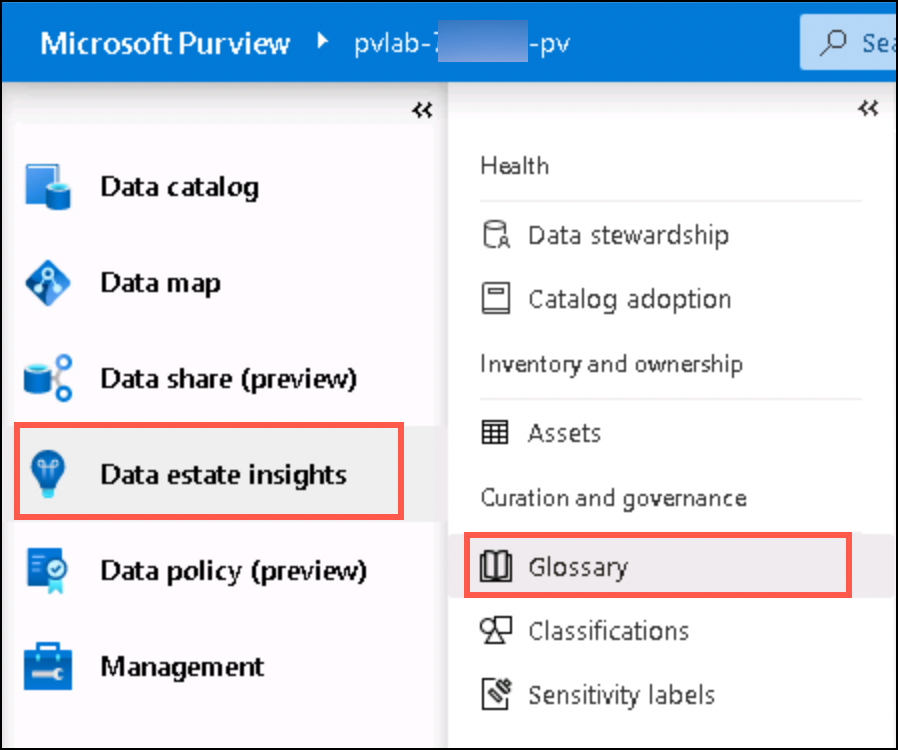 Microsoft Purview pvlab- -pv
Sea
Data catalog
Data map
Data share (preview)
Data estate insights
Data policy (preview)
Management
Health
Data stewardship
Catalog adoption
Inventory and ownership
Assets
Curation and governance
Glossary
Classifications
Sensitivity labels